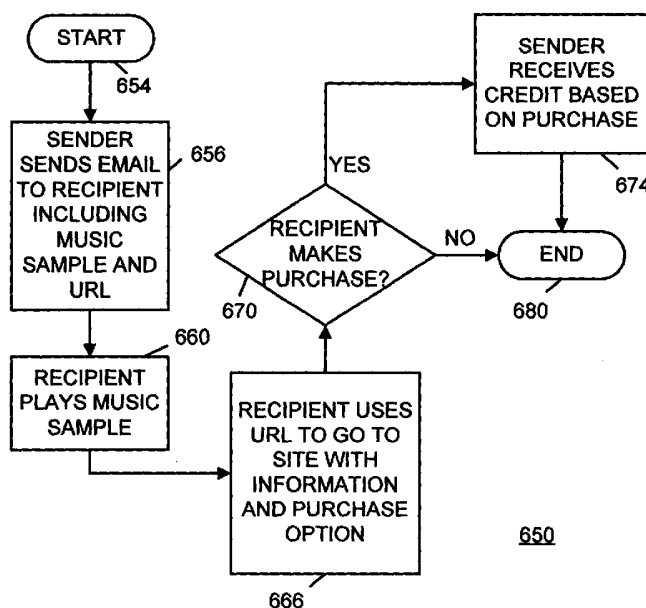 START
654
SENDER
SENDS EMAIL
TO RECIPIENT
INCLUDING
MUSIC
SAMPLE AND
URL
656
660
RECIPIENT
PLAYS MUSIC
SAMPLE
RECIPIENT USES
URL TO GO TO
SITE WITH
INFORMATION
AND PURCHASE
OPTION
666
RECIPIENT
MAKES
PURCHASE?
670
YES
NO
SENDER
RECEIVES
CREDIT BASED
ON PURCHASE
674
END
680
650